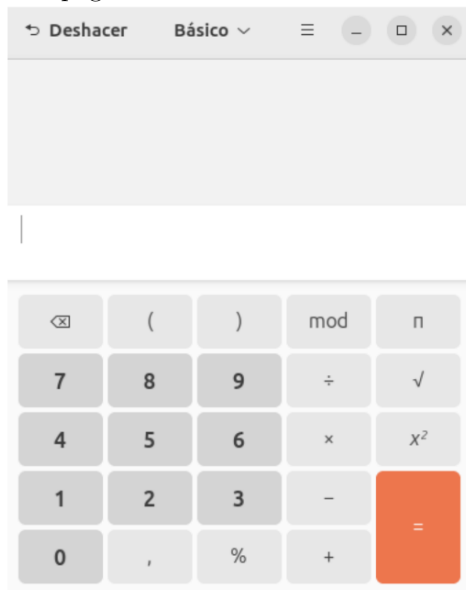 Deshacer Básico
( ) mod π
7 8 9 ÷ √
4 5 6 × x²
1 2 3 −
0 , % + =